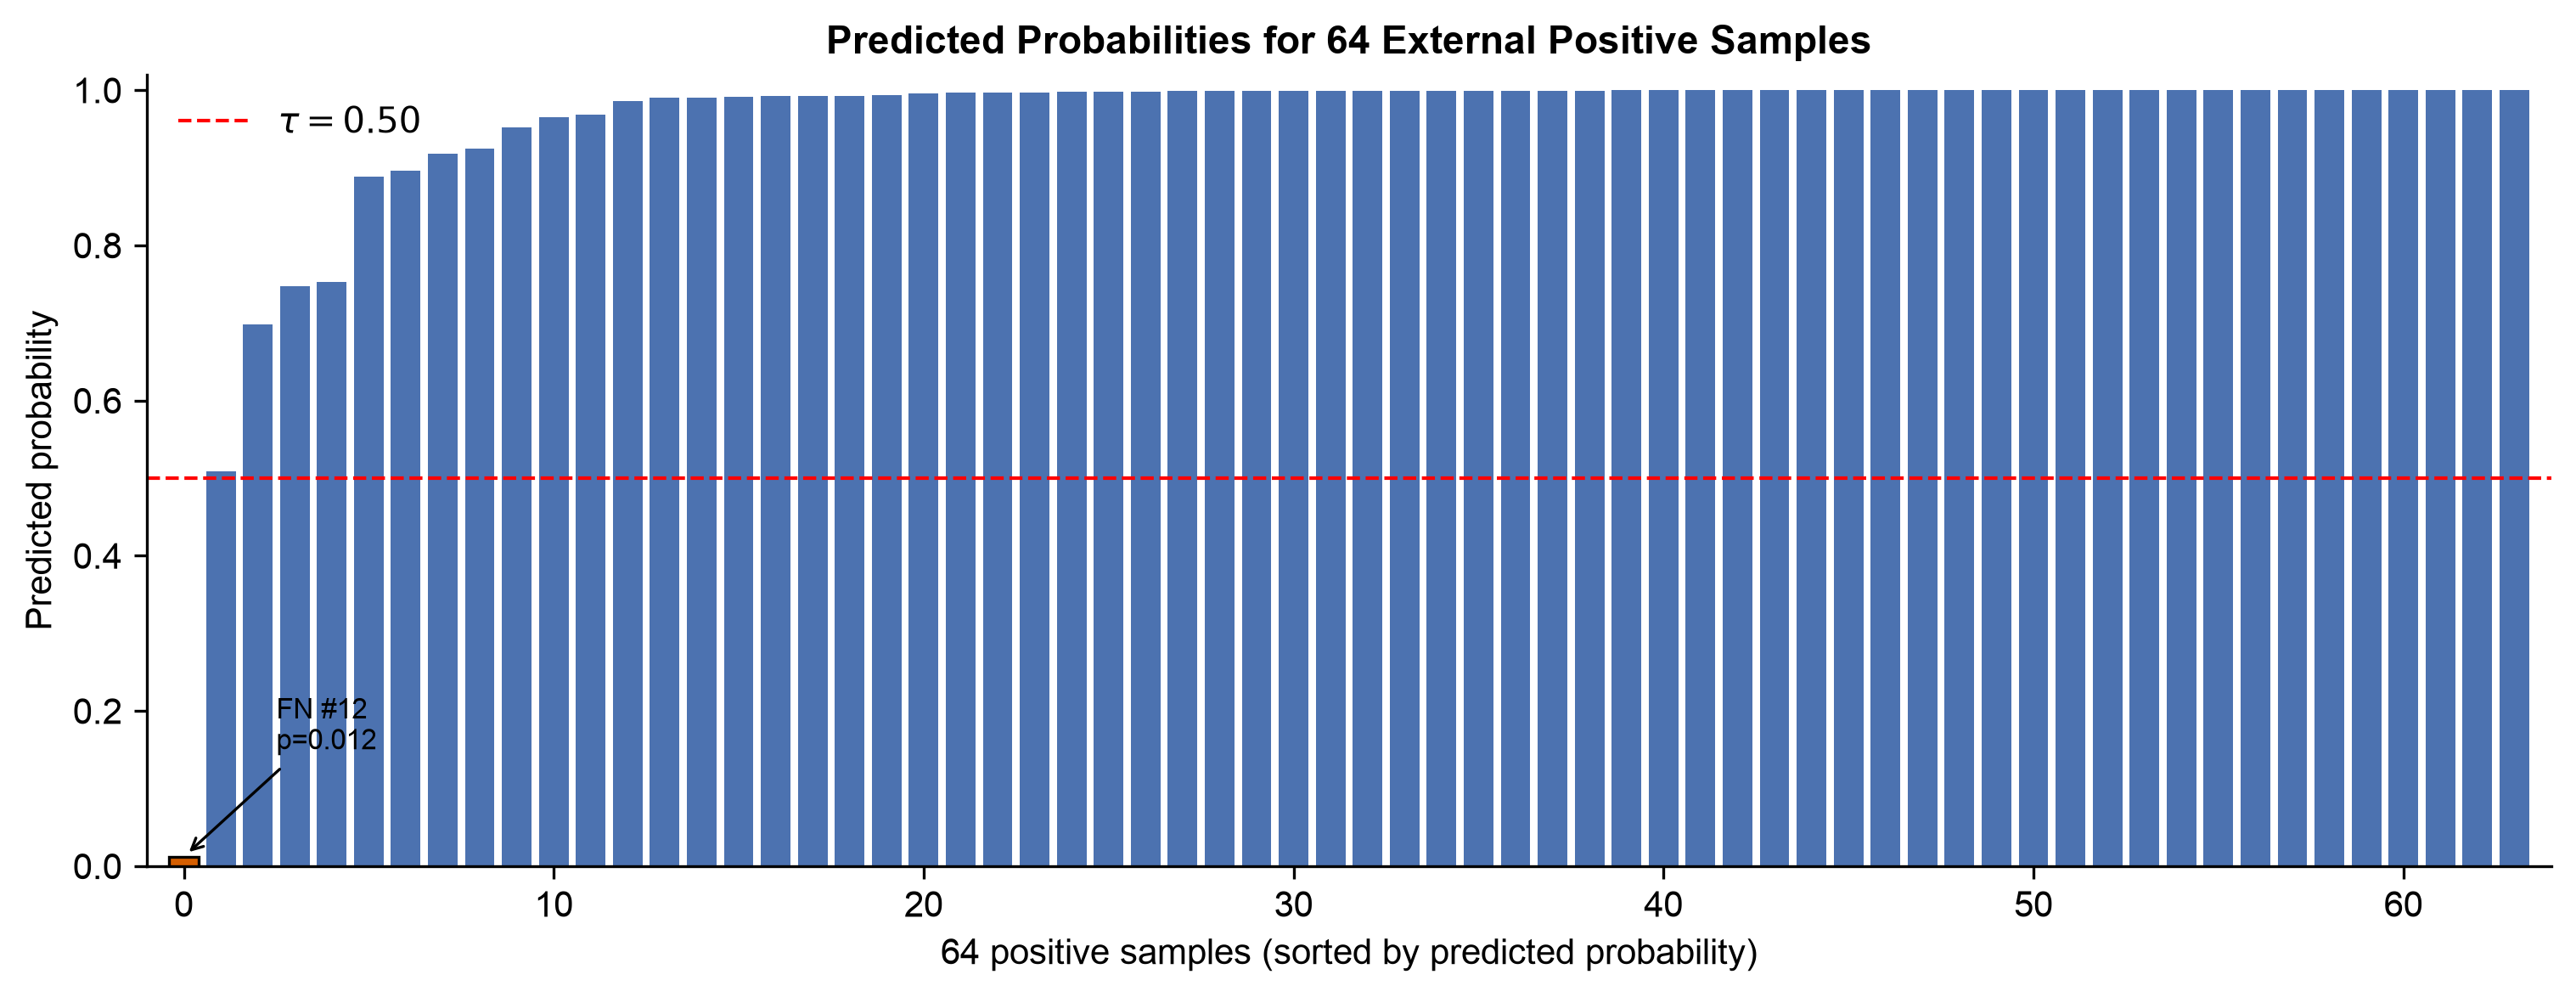 Predicted Probabilities for 64 External Positive Samples
1.0
τ = 0.50
0.8
0.6
0.4
0.2
0.0
Predicted probability
FN #12
p=0.012
0 10 20 30 40 50 60
64 positive samples (sorted by predicted probability)